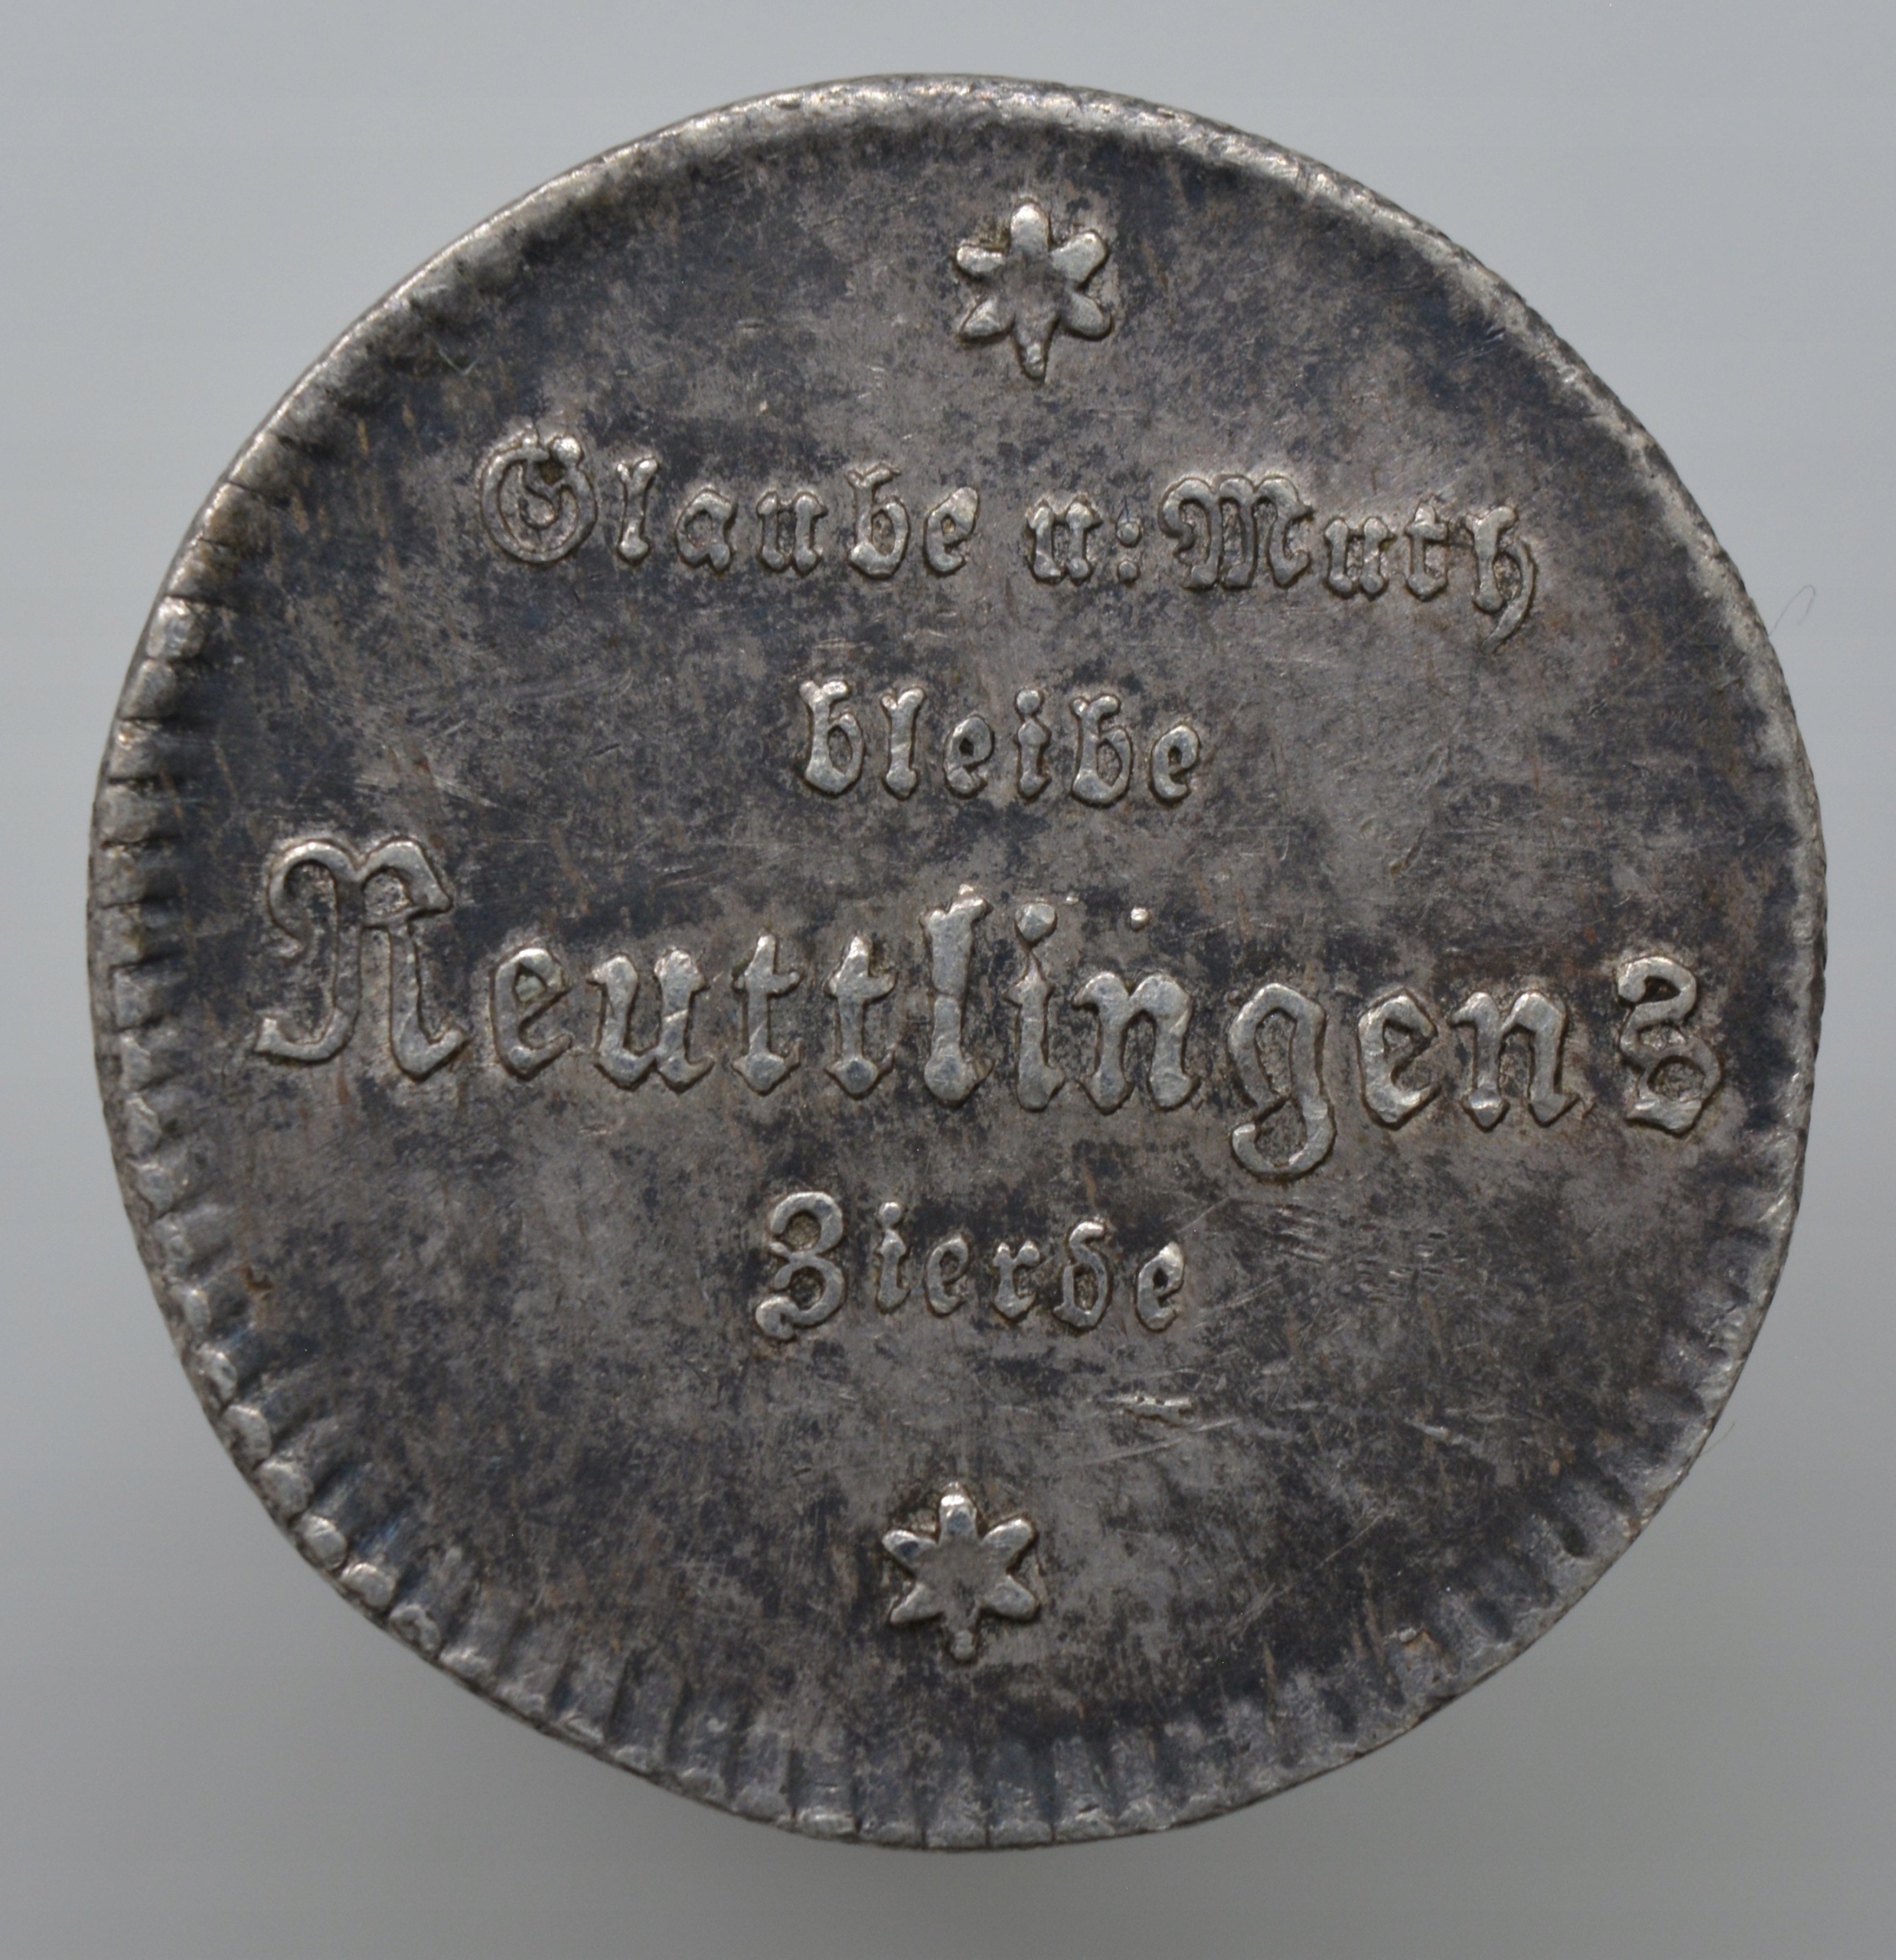 Glaube u: Muth
bleibe
Reuttlingens
Zierde